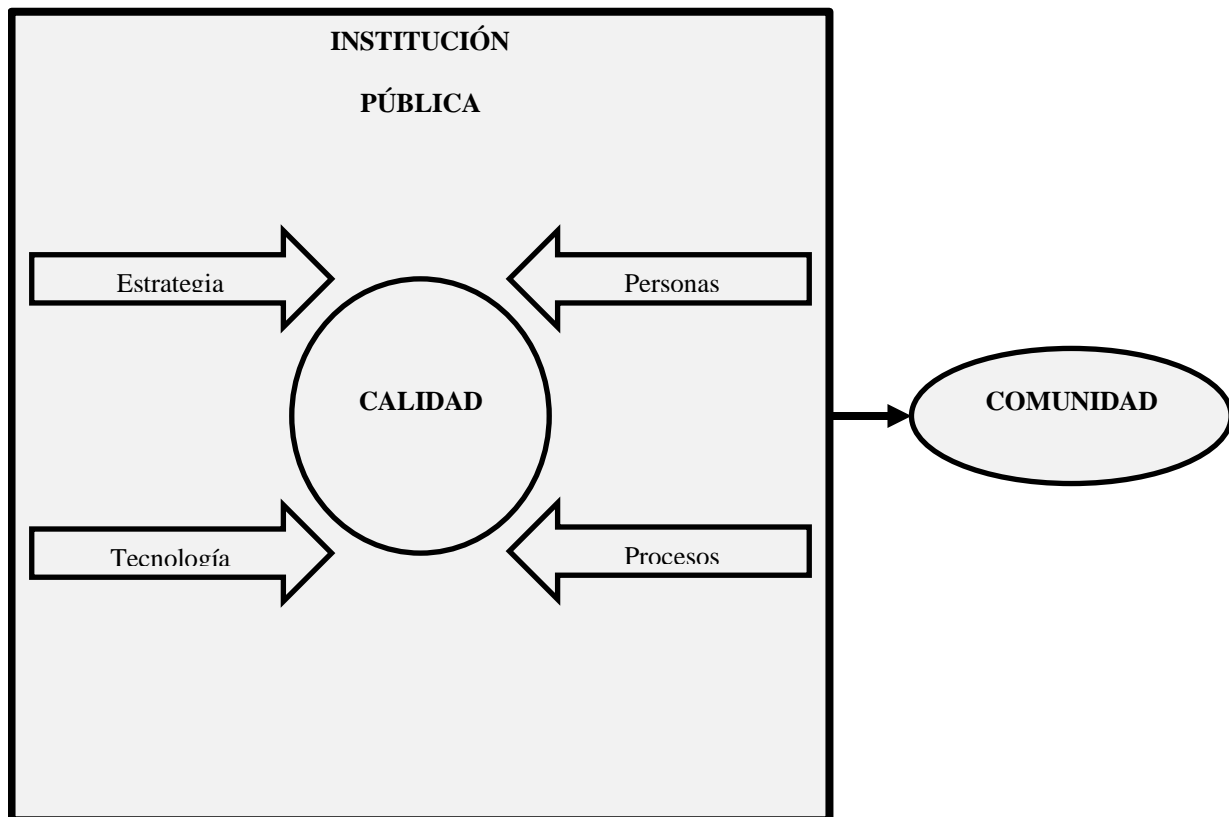 INSTITUCIÓN
PÚBLICA
Estrategia
Personas
CALIDAD
COMUNIDAD
Tecnología
Procesos